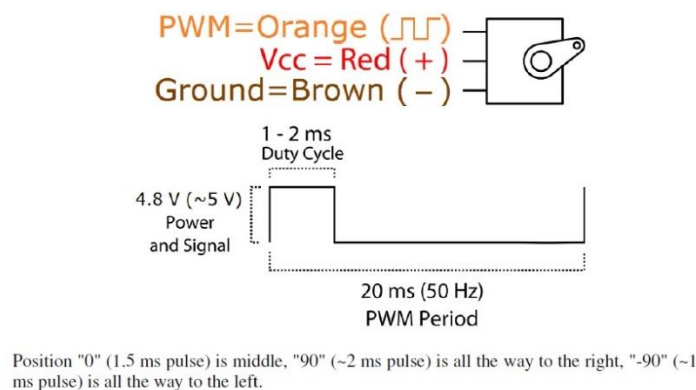 PWM=Orange (⎍⎍)
Vcc = Red (+)
Ground=Brown (−)
1 - 2 ms
Duty Cycle
4.8 V (~5 V)
Power
and Signal
20 ms (50 Hz)
PWM Period
Position "0" (1.5 ms pulse) is middle, "90" (~2 ms pulse) is all the way to the right, "-90" (~1
ms pulse) is all the way to the left.